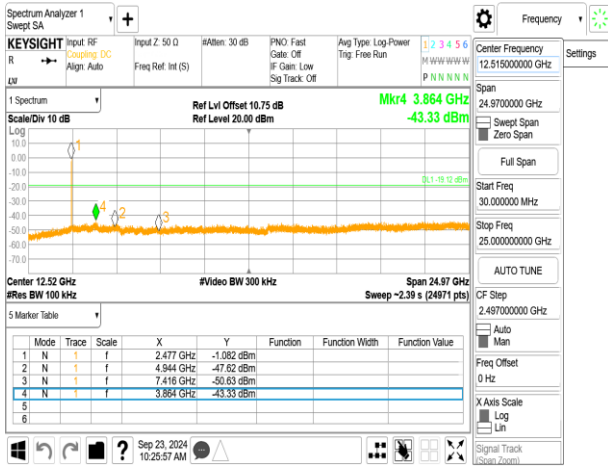 Spectrum Analyzer 1
Swept SA
+
Frequency
KEYSIGHT
R
Input: RF
Coupling: DC
Align: Auto
Input Z: 50 Ω
Freq Ref: Int (S)
#Atten: 30 dB
PNO: Fast
Gate: Off
IF Gain: Low
Sig Track: Off
Avg Type: Log-Power
Trig: Free Run
1 2 3 4 5 6
M W W W W W
P N N N N N
LXI
1 Spectrum
Scale/Div 10 dB
Ref Lvl Offset 10.75 dB
Ref Level 20.00 dBm
Mkr4 3.864 GHz
-43.33 dBm
Log
10.0
0.00
-10.0
-20.0
-30.0
-40.0
-50.0
-60.0
-70.0
1
4
2
3
DL1 -19.12 dBm
Center 12.52 GHz
#Res BW 100 kHz
#Video BW 300 kHz
Span 24.97 GHz
Sweep ~2.39 s (24971 pts)
5 Marker Table
Mode Trace Scale X Y Function Function Width Function Value
1 N 1 f 2.477 GHz -1.082 dBm
2 N 1 f 4.944 GHz -47.62 dBm
3 N 1 f 7.416 GHz -50.63 dBm
4 N 1 f 3.864 GHz -43.33 dBm
5
6
?
Sep 23, 2024
10:25:57 AM
Settings
Center Frequency
12.515000000 GHz
Span
24.9700000 GHz
Swept Span
Zero Span
Full Span
Start Freq
30.000000 MHz
Stop Freq
25.000000000 GHz
AUTO TUNE
CF Step
2.497000000 GHz
Auto
Man
Freq Offset
0 Hz
X Axis Scale
Log
Lin
Signal Track
(Span Zoom)